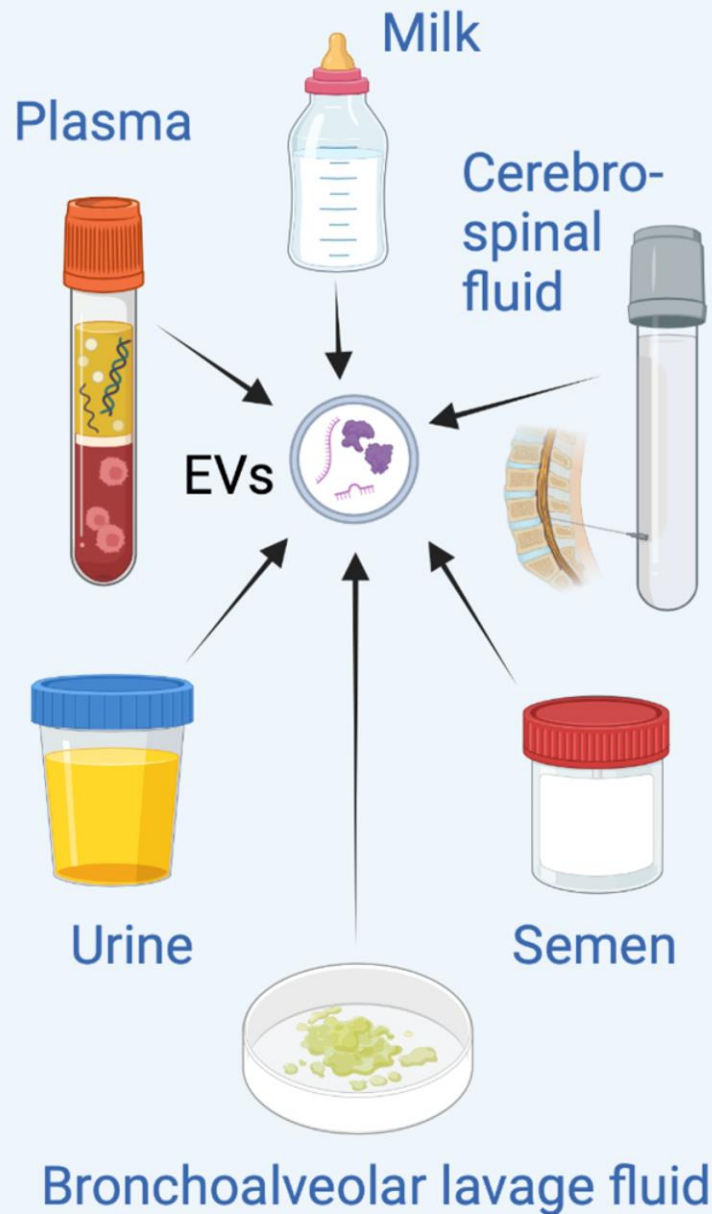 Milk
Plasma
Cerebro-
spinal
fluid
EVs
Urine
Semen
Bronchoalveolar lavage fluid